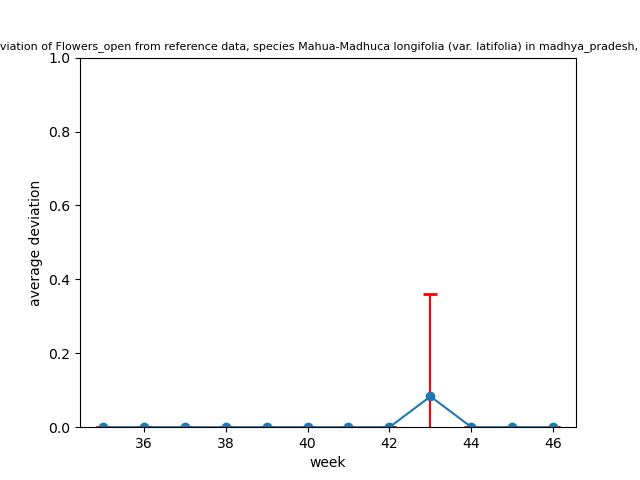 viation of Flowers_open from reference data, species Mahua-Madhuca longifolia (var. latifolia) in madhya_pradesh,
1.0
0.8
0.6
0.4
0.2
0.0
average deviation
36 38 40 42 44 46
week